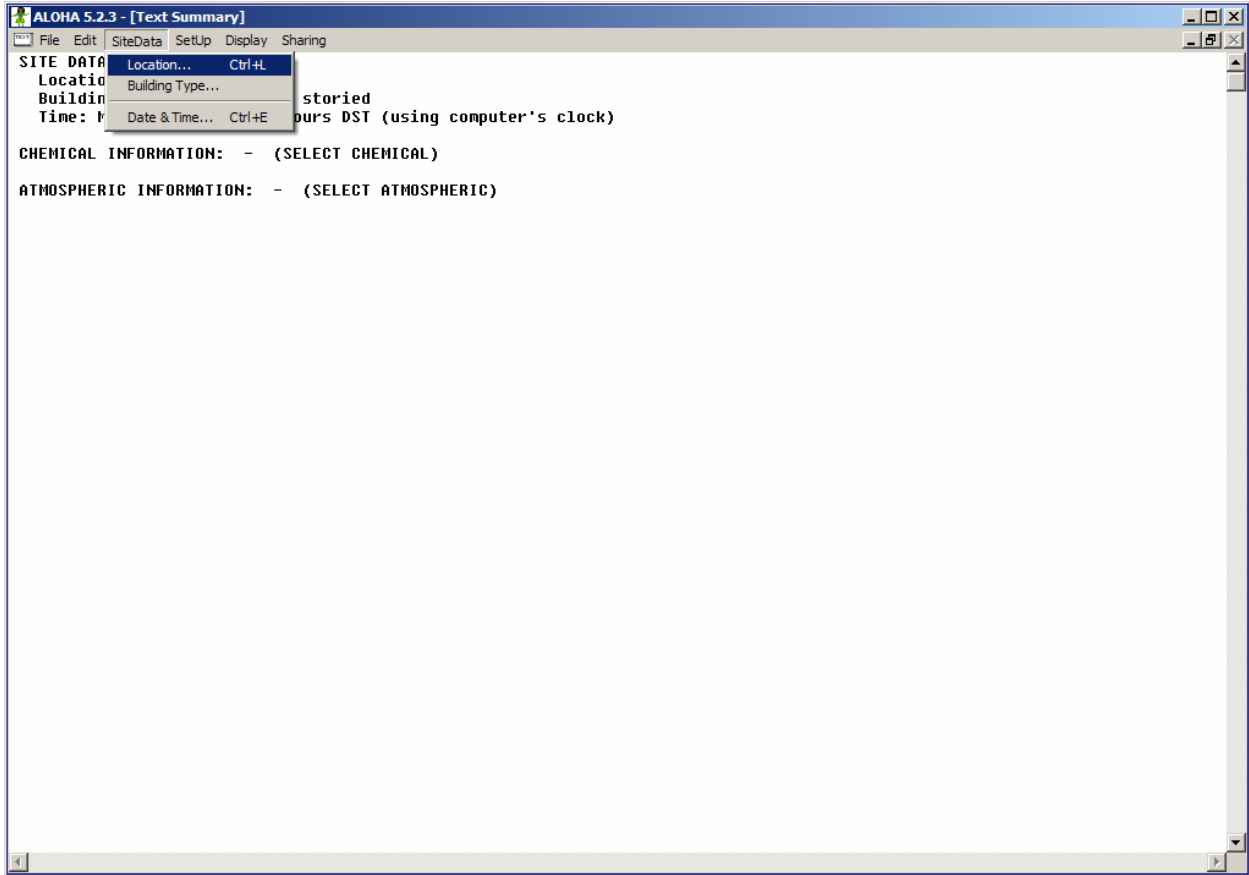 ALOHA 5.2.3 - [Text Summary]
File Edit SiteData SetUp Display Sharing
SITE DATA
Location... Ctrl+L
Locatio
Building Type...
Buildin storied
Date & Time... Ctrl+E
Time: ours DST (using computer's clock)
CHEMICAL INFORMATION: - (SELECT CHEMICAL)
ATMOSPHERIC INFORMATION: - (SELECT ATMOSPHERIC)